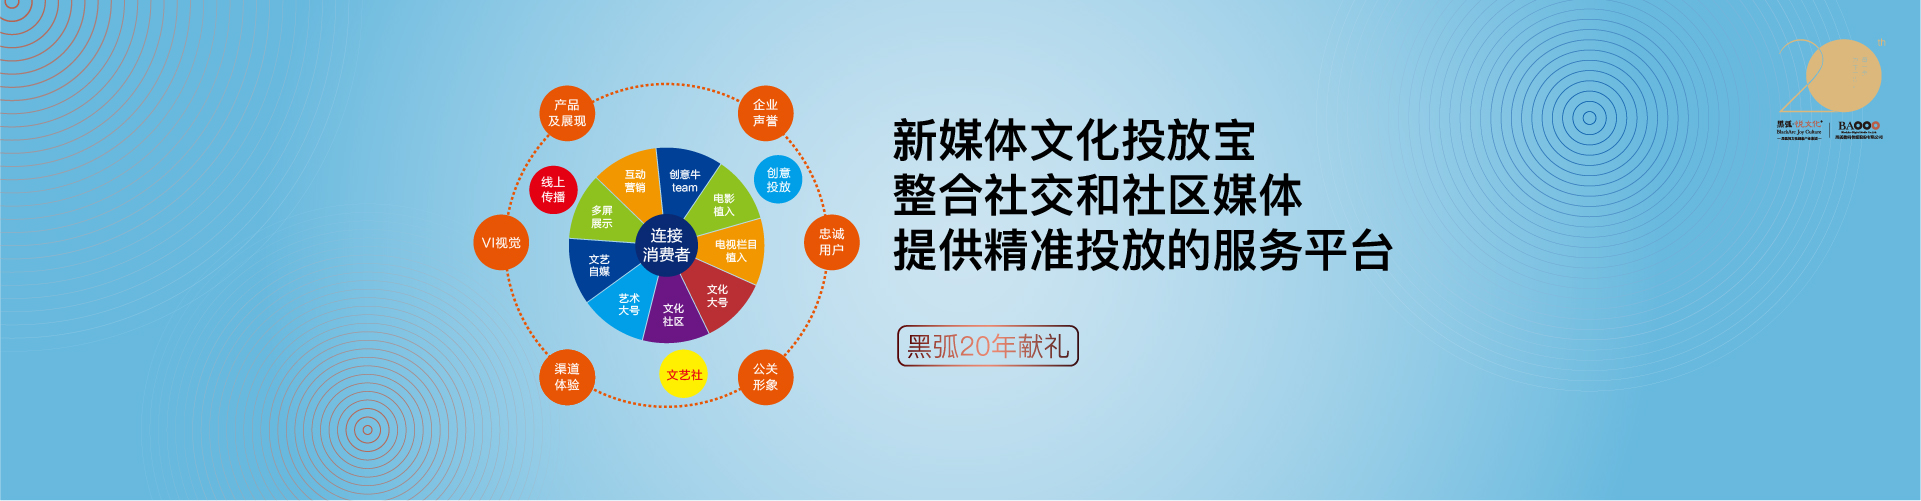 产品
及展现
企业
声誉
线上
传播
互动
营销
创意牛
team
创意
投放
多屏
展示
电影
植入
VI视觉
连接
消费者
电视栏目
植入
忠诚
用户
文艺
自媒
艺术
大号
文化
社区
文化
大号
渠道
体验
文艺社
公关
形象
新媒体文化投放宝
整合社交和社区媒体
提供精准投放的服务平台
黑弧20年献礼
20th
黑弧·悦文化
BlackArc Joy Culture
BAOOO